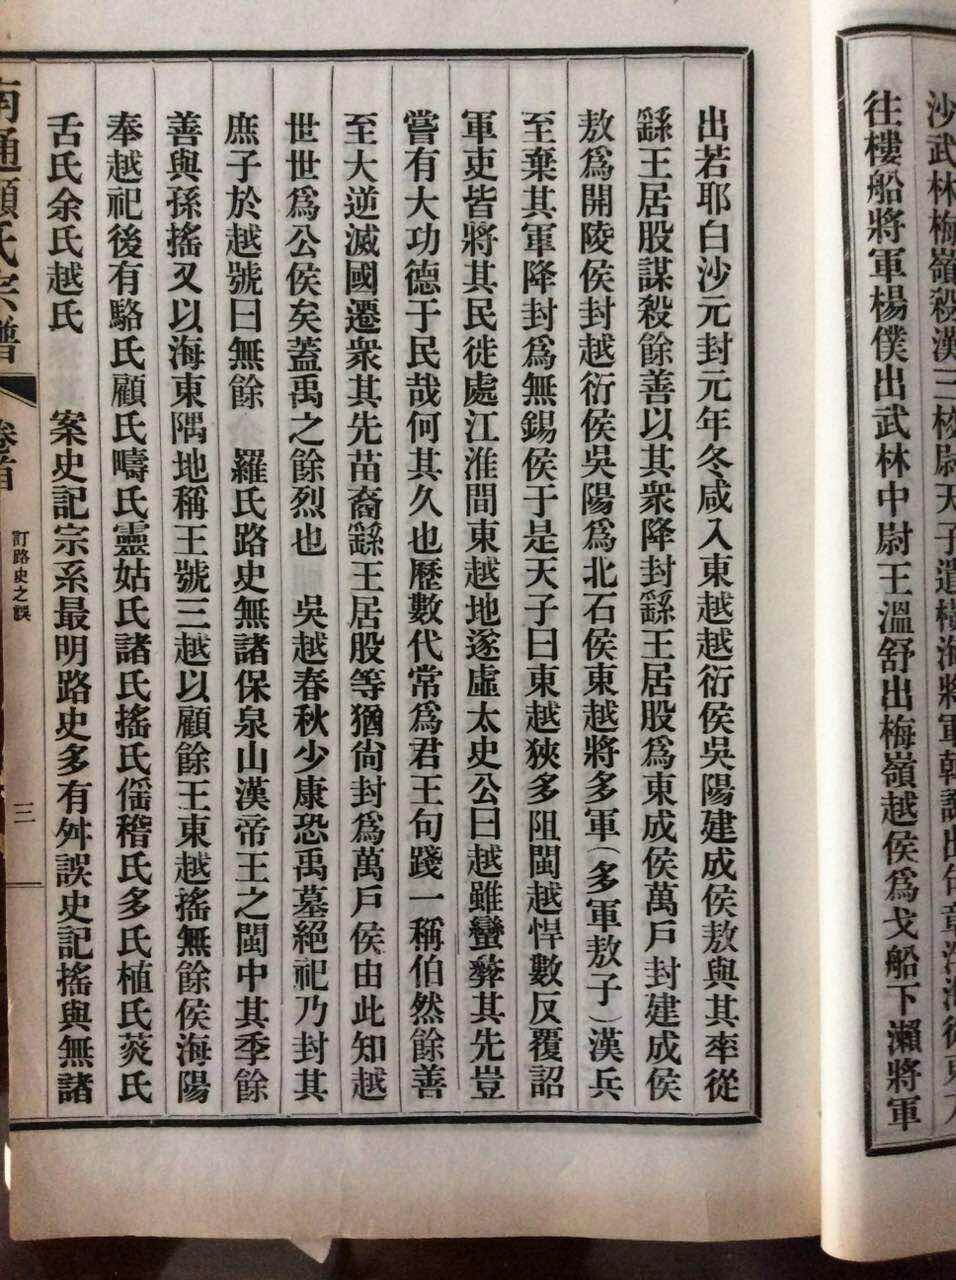 沙武林梅嶺殺漢三校尉天子遣橫海將軍韓說出句章浮海從東方
往樓船將軍楊僕出武林中尉王溫舒出梅嶺越侯爲戈船下瀨將軍
出若耶白沙元封元年冬咸入東越越衍侯吳陽建成侯敖與其率從
繇王居股謀殺餘善以其衆降封繇王居股爲東成侯萬戶封建成侯
敖爲開陵侯封越衍侯吳陽爲北石侯東越將多軍(多軍敖子)漢兵
至棄其軍降封爲無錫侯于是天子曰東越狹多阻閩越悍數反覆詔
軍吏皆將其民徙處江淮間東越地遂虛太史公曰越雖蠻彝其先豈
嘗有大功德于民哉何其久也歷數代常爲君王句踐一稱伯然餘善
至大逆滅國遷衆其先苗裔繇王居股等猶尙封爲萬戶侯由此知越
世世爲公侯矣蓋禹之餘烈也 吳越春秋少康恐禹墓絕祀乃封其
庶子於越號曰無餘 羅氏路史無諸保泉山漢帝王之閩中其季餘
善與孫搖又以海東隅地稱王號三越以顧餘王東越搖無餘侯海陽
奉越祀後有駱氏顧氏疇氏靈姑氏諸氏搖氏傜稽氏多氏植氏菼氏
舌氏余氏越氏 案史記宗系最明路史多有舛誤史記搖與無諸
南通顧氏宗譜 卷首 訂路史之誤 三